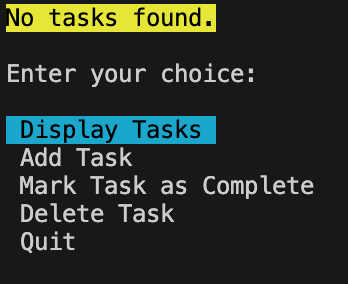 No tasks found.
Enter your choice:
Display Tasks
Add Task
Mark Task as Complete
Delete Task
Quit